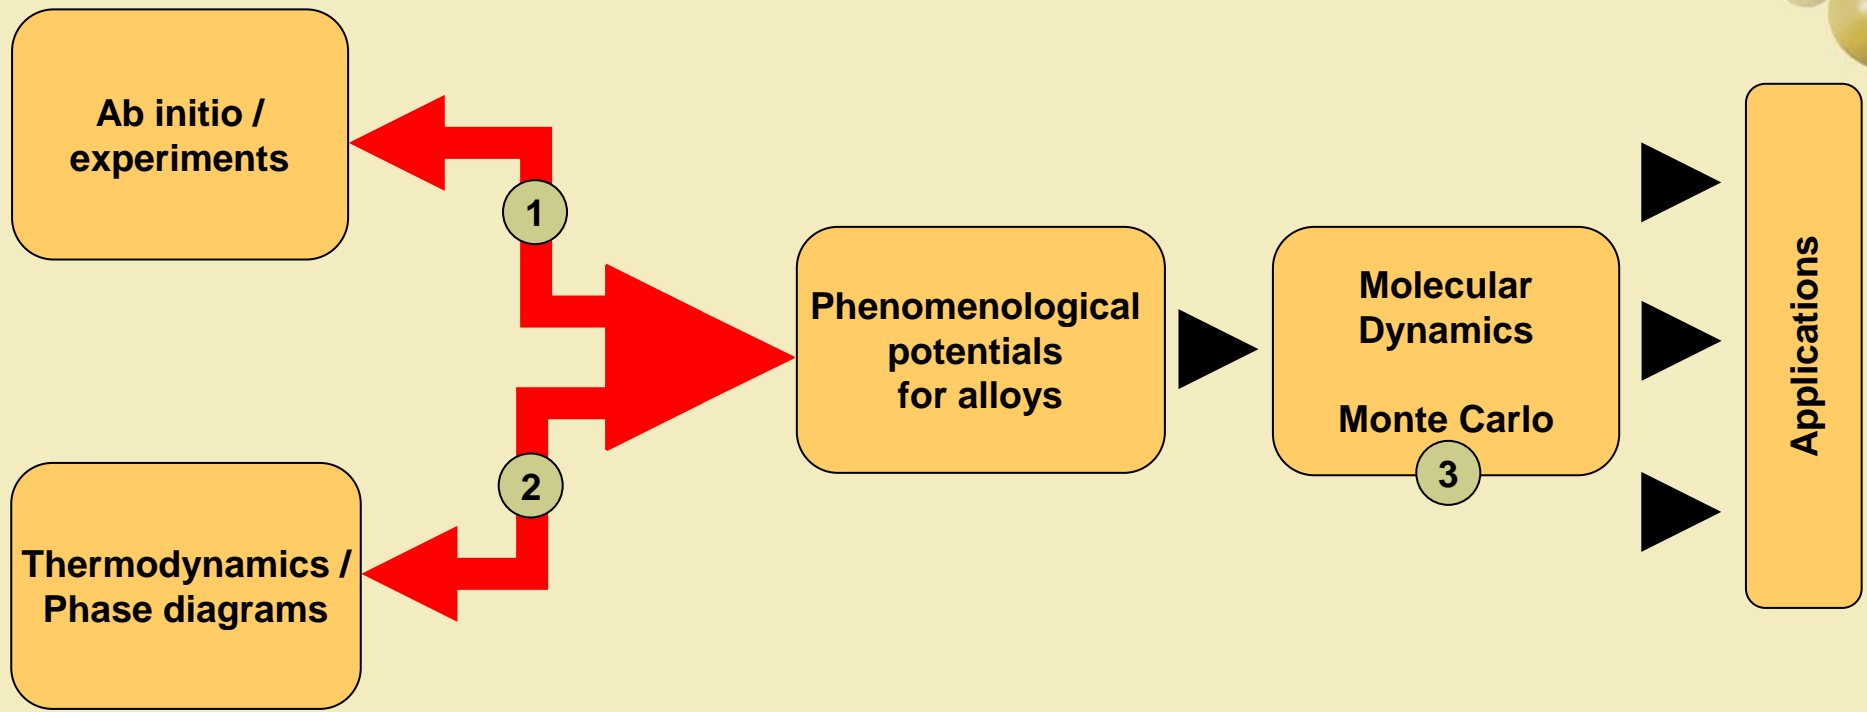 Ab initio /
experiments
1
Phenomenological
potentials
for alloys
Molecular
Dynamics
Monte Carlo
3
Applications
2
Thermodynamics /
Phase diagrams